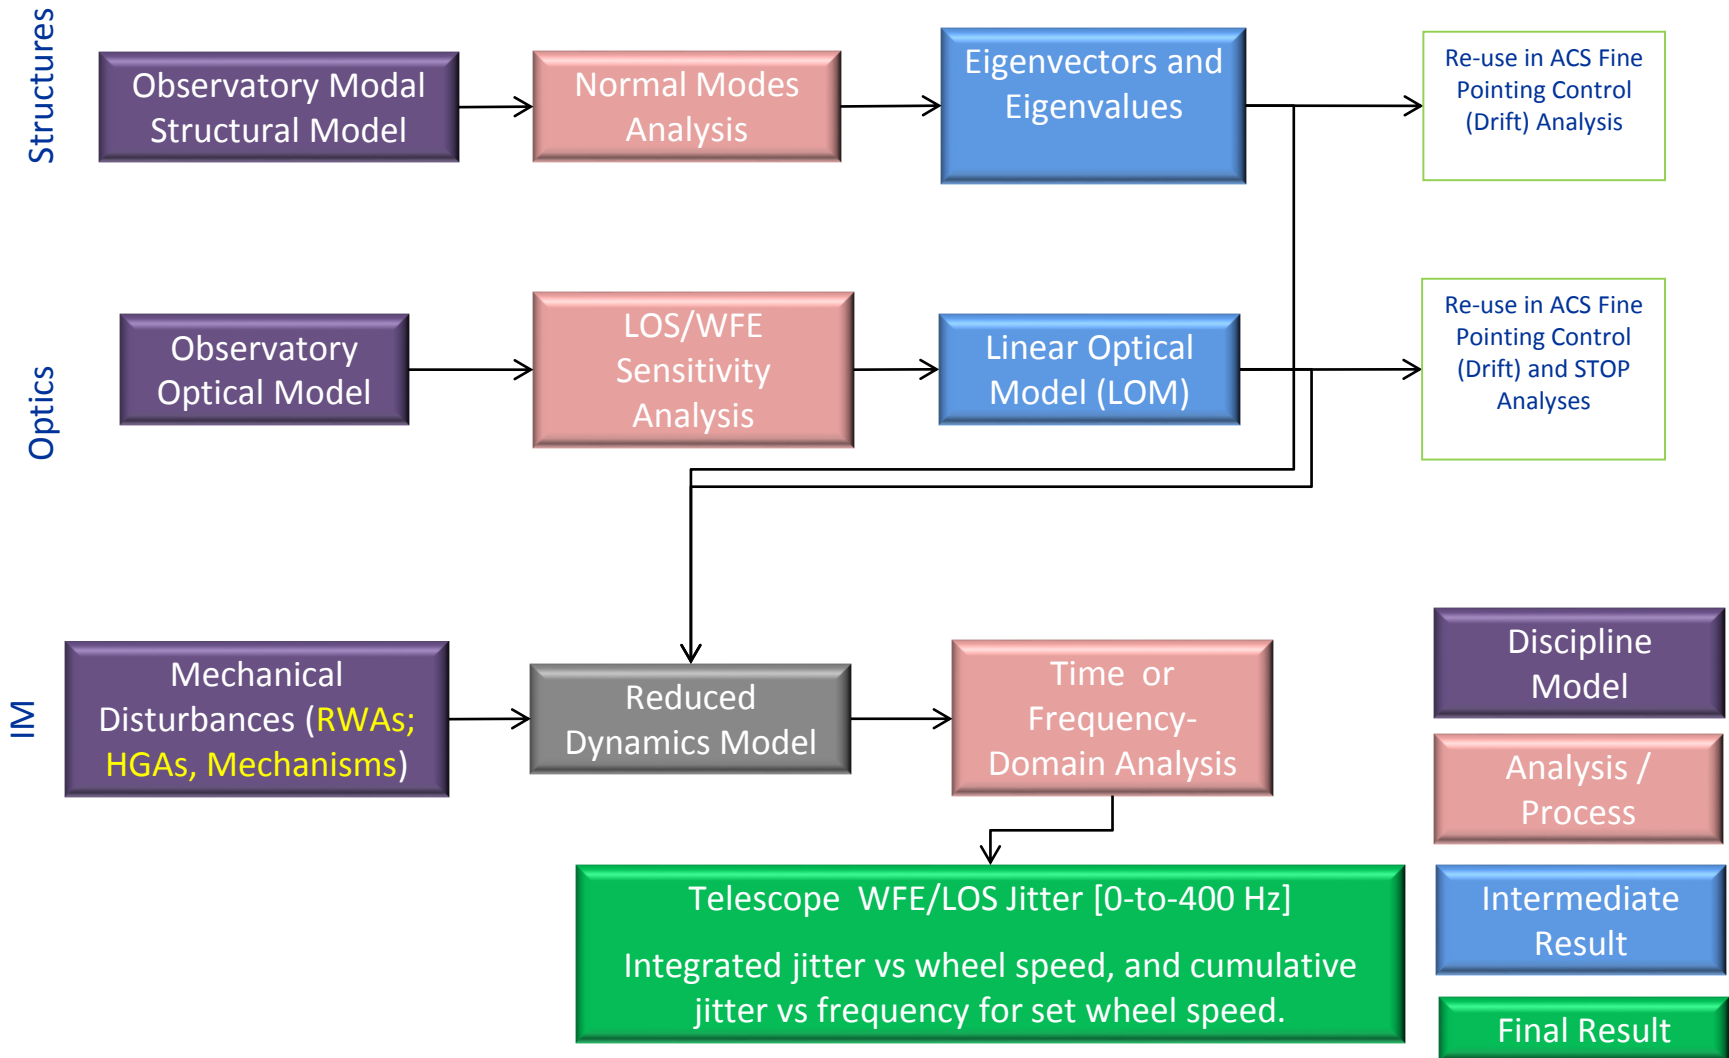 Structures
Observatory Modal
Structural Model
Normal Modes
Analysis
Eigenvectors and
Eigenvalues
Re-use in ACS Fine
Pointing Control
(Drift) Analysis
Optics
Observatory
Optical Model
LOS/WFE
Sensitivity
Analysis
Linear Optical
Model (LOM)
Re-use in ACS Fine
Pointing Control
(Drift) and STOP
Analyses
IM
Mechanical
Disturbances (RWAs;
HGAs, Mechanisms)
Reduced
Dynamics Model
Time or
Frequency-
Domain Analysis
Telescope WFE/LOS Jitter [0-to-400 Hz]
Integrated jitter vs wheel speed, and cumulative
jitter vs frequency for set wheel speed.
Discipline
Model
Analysis /
Process
Intermediate
Result
Final Result